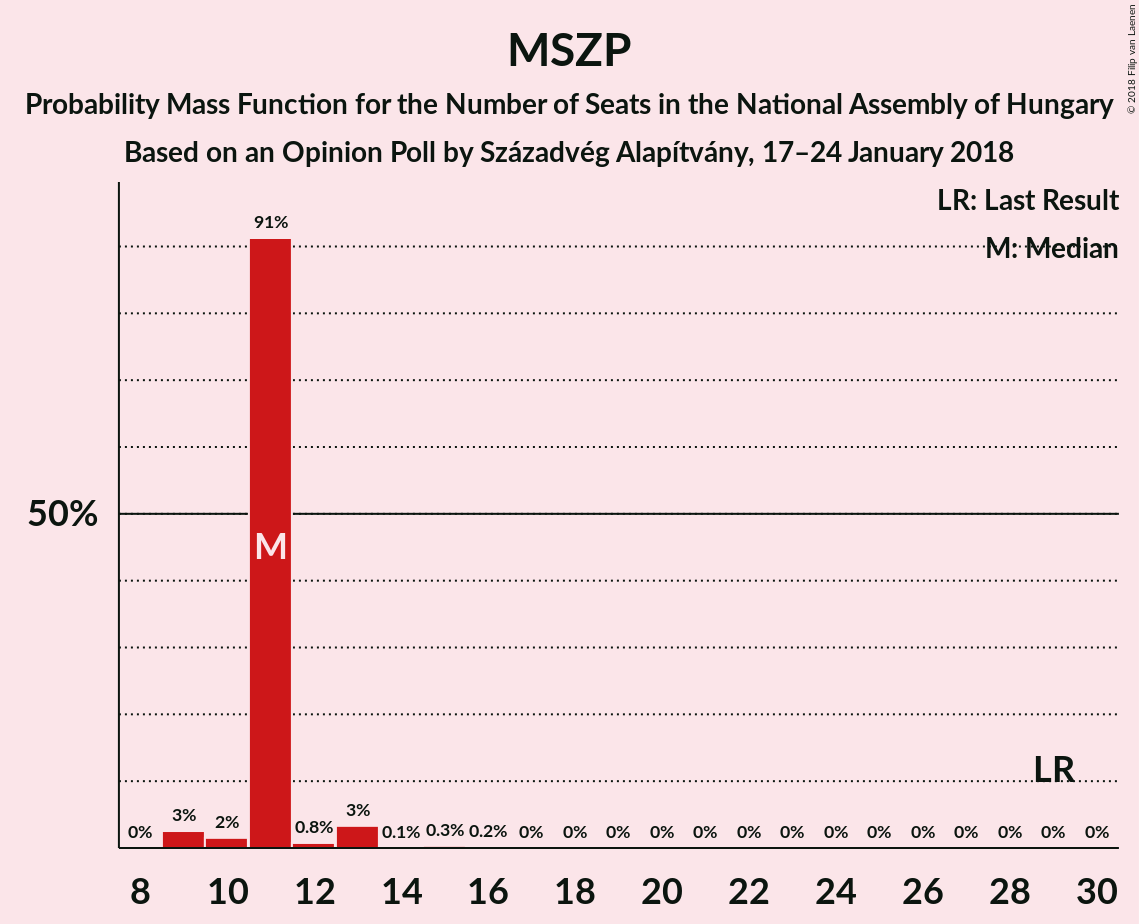 MSZP
Probability Mass Function for the Number of Seats in the National Assembly of Hungary
Based on an Opinion Poll by Századvég Alapítvány, 17–24 January 2018
© 2018 Filip van Laenen
LR: Last Result
M: Median
91%
50%
M
LR
0% 3% 2% 0.8% 3% 0.1% 0.3% 0.2% 0% 0% 0% 0% 0% 0% 0% 0% 0% 0% 0% 0% 0% 0%
8 10 12 14 16 18 20 22 24 26 28 30